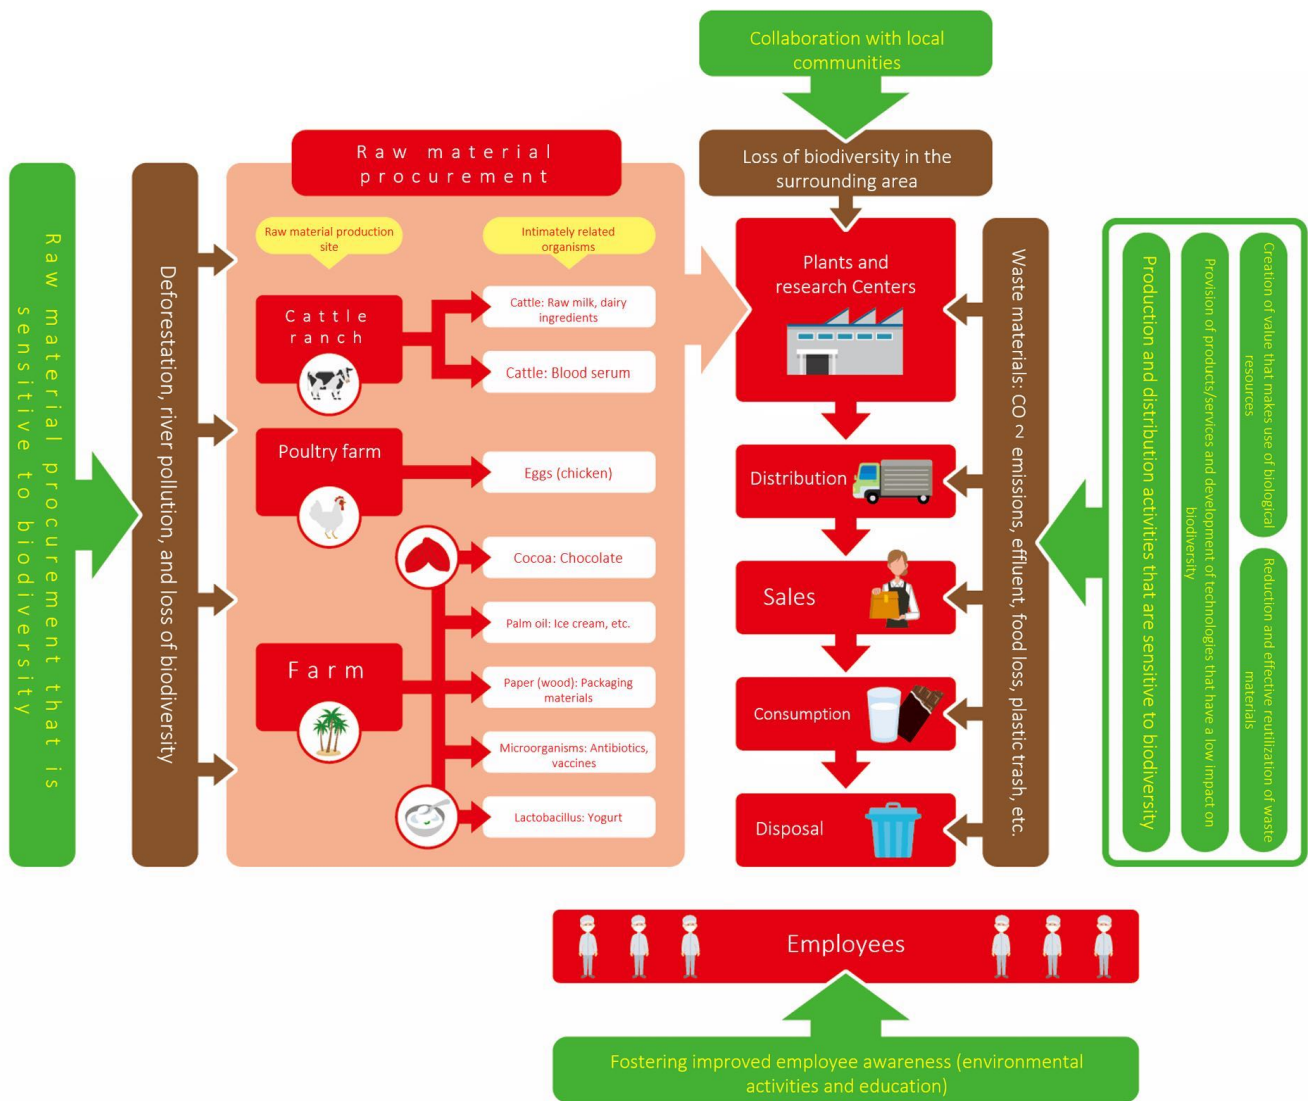 Collaboration with local
communities
Loss of biodiversity in the
surrounding area
Raw material procurement that is
sensitive to biodiversity
Deforestation, river pollution, and loss of biodiversity
Raw material
procurement
Raw material production
site
Intimately related
organisms
Cattle
ranch
Cattle: Raw milk, dairy
ingredients
Cattle: Blood serum
Poultry farm
Eggs (chicken)
Farm
Cocoa: Chocolate
Palm oil: Ice cream, etc.
Paper (wood): Packaging
materials
Microorganisms: Antibiotics,
vaccines
Lactobacillus: Yogurt
Plants and
research Centers
Distribution
Sales
Consumption
Disposal
Waste materials: CO 2 emissions, effluent, food loss, plastic trash, etc.
Production and distribution activities that are sensitive to biodiversity
Provision of products/services and development of technologies that have a low impact on
biodiversity
Creation of value that makes use of biological
resources
Reduction and effective reutilization of waste
materials
Employees
Fostering improved employee awareness (environmental
activities and education)